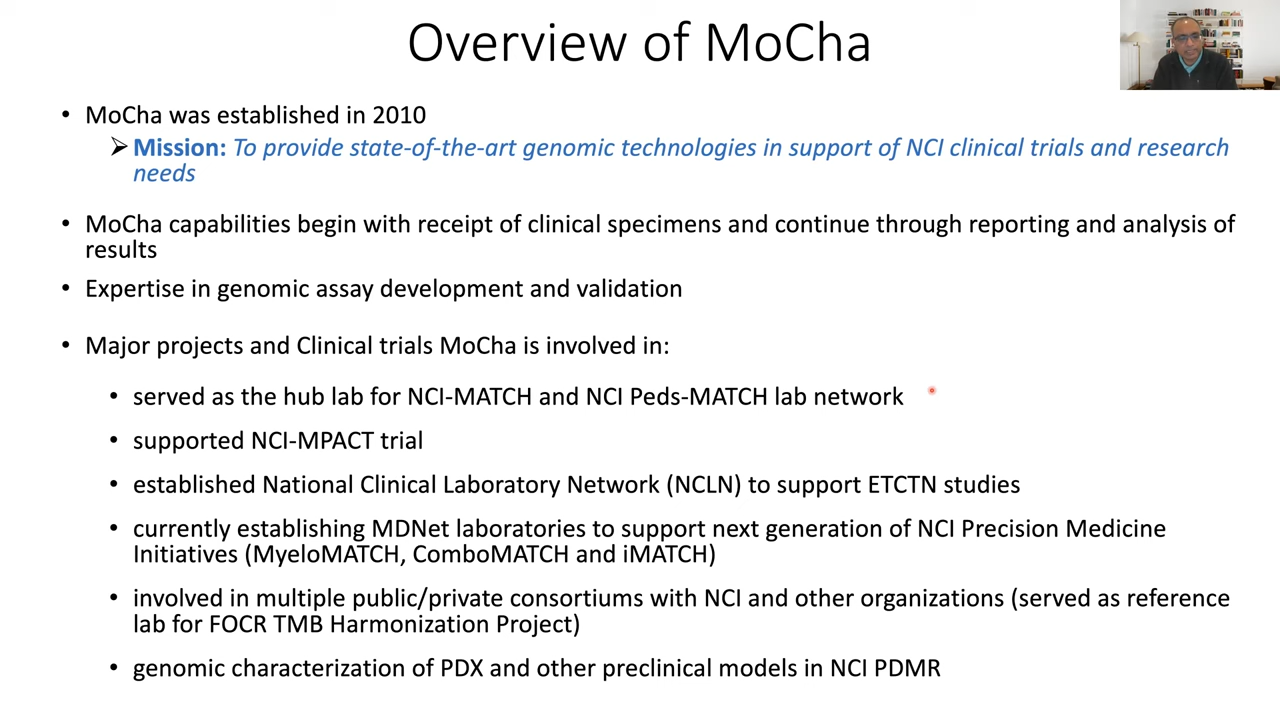 Overview of MoCha
• MoCha was established in 2010
➢ Mission: To provide state-of-the-art genomic technologies in support of NCI clinical trials and research
needs
• MoCha capabilities begin with receipt of clinical specimens and continue through reporting and analysis of
results
• Expertise in genomic assay development and validation
• Major projects and Clinical trials MoCha is involved in:
• served as the hub lab for NCI-MATCH and NCI Peds-MATCH lab network
• supported NCI-MPACT trial
• established National Clinical Laboratory Network (NCLN) to support ETCTN studies
• currently establishing MDNet laboratories to support next generation of NCI Precision Medicine
Initiatives (MyeloMATCH, ComboMATCH and iMATCH)
• involved in multiple public/private consortiums with NCI and other organizations (served as reference
lab for FOCR TMB Harmonization Project)
• genomic characterization of PDX and other preclinical models in NCI PDMR